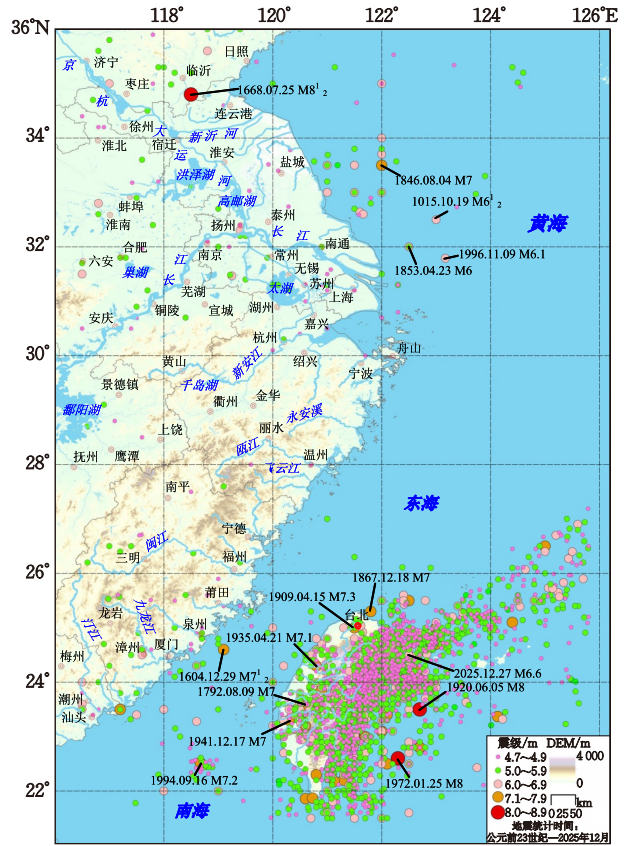 118°
120°
122°
124°
126°E
36°N
34°
32°
30°
28°
26°
24°
22°
京
杭
大
运
河
济宁
枣庄
日照
临沂
1668.07.25 M8¹₂
连云港
徐州
宿迁
新沂河
淮北
淮安
盐城
洪泽湖
1846.08.04 M7
1015.10.19 M6¹₂
高邮湖
蚌埠
淮南
扬州
泰州
黄海
长江
南通
合肥
六安
巢湖
南京
常州
1996.11.09 M6.1
1853.04.23 M6
无锡
苏州
太湖
上海
长江
芜湖
铜陵
宣城
湖州
安庆
嘉兴
杭州
绍兴
舟山
宁波
黄山
新安江
千岛湖
景德镇
鄱阳湖
衢州
金华
永安溪
丽水
上饶
瓯江
温州
飞云江
抚州
鹰潭
南平
东海
宁德
闽江
三明
福州
1867.12.18 M7
1909.04.15 M7.3
台北
莆田
龙岩
九龙江
泉州
汀江
漳州
厦门
1935.04.21 M7.1
梅州
1604.12.29 M7¹₂
2025.12.27 M6.6
1792.08.09 M7
1920.06.05 M8
潮州
汕头
1941.12.17 M7
1994.09.16 M7.2
1972.01.25 M8
南海
震级/m DEM/m
4.7～4.9
5.0～5.9
6.0～6.9
7.1～7.9
8.0～8.9
4 000
0
km
0 25 50
地震统计时间:
公元前23世纪—2025年12月